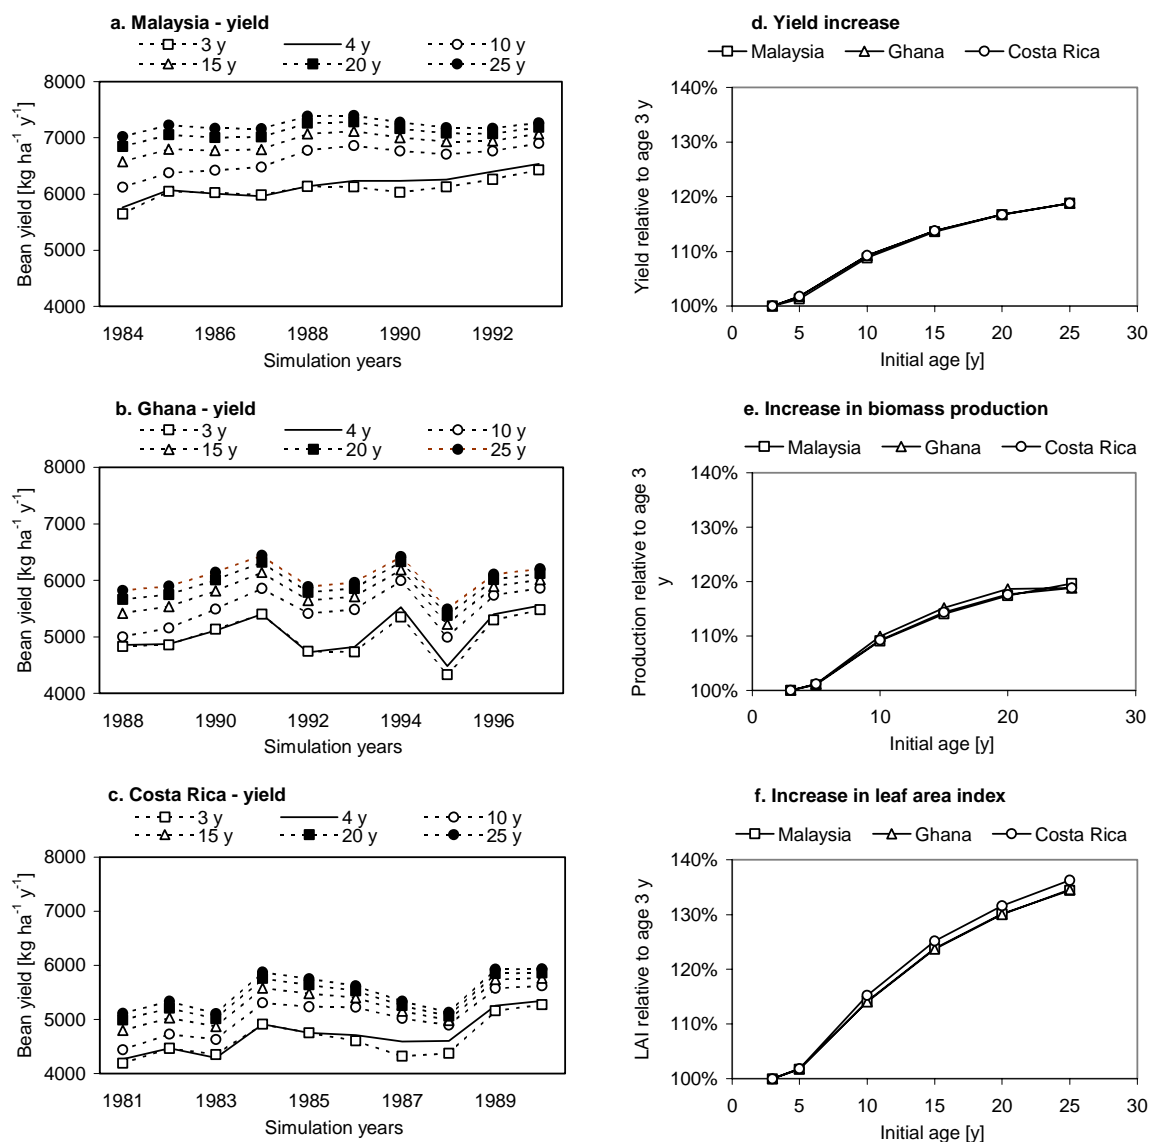 a. Malaysia - yield
3 y 4 y 10 y
15 y 20 y 25 y
Bean yield [kg ha⁻¹ y⁻¹]
8000
7000
6000
5000
4000
1984 1986 1988 1990 1992
Simulation years
d. Yield increase
Malaysia Ghana Costa Rica
Yield relative to age 3 y
140%
130%
120%
110%
100%
0 5 10 15 20 25 30
Initial age [y]
b. Ghana - yield
3 y 4 y 10 y
15 y 20 y 25 y
Bean yield [kg ha⁻¹ y⁻¹]
8000
7000
6000
5000
4000
1988 1990 1992 1994 1996
Simulation years
e. Increase in biomass production
Malaysia Ghana Costa Rica
Production relative to age 3
y
140%
130%
120%
110%
100%
0 10 20 30
Initial age [y]
c. Costa Rica - yield
3 y 4 y 10 y
15 y 20 y 25 y
Bean yield [kg ha⁻¹ y⁻¹]
8000
7000
6000
5000
4000
1981 1983 1985 1987 1989
Simulation years
f. Increase in leaf area index
Malaysia Ghana Costa Rica
LAI relative to age 3 y
140%
130%
120%
110%
100%
0 5 10 15 20 25 30
Initial age [y]